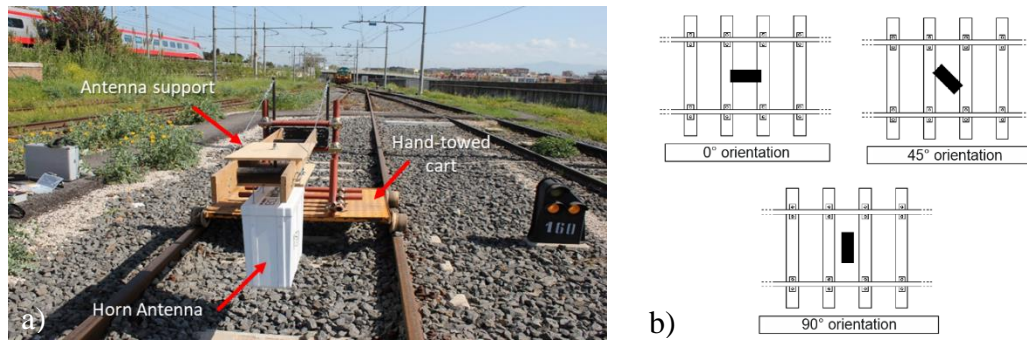 Antenna support
Hand-towed
cart
160
Horn Antenna
a)
0° orientation
45° orientation
90° orientation
b)